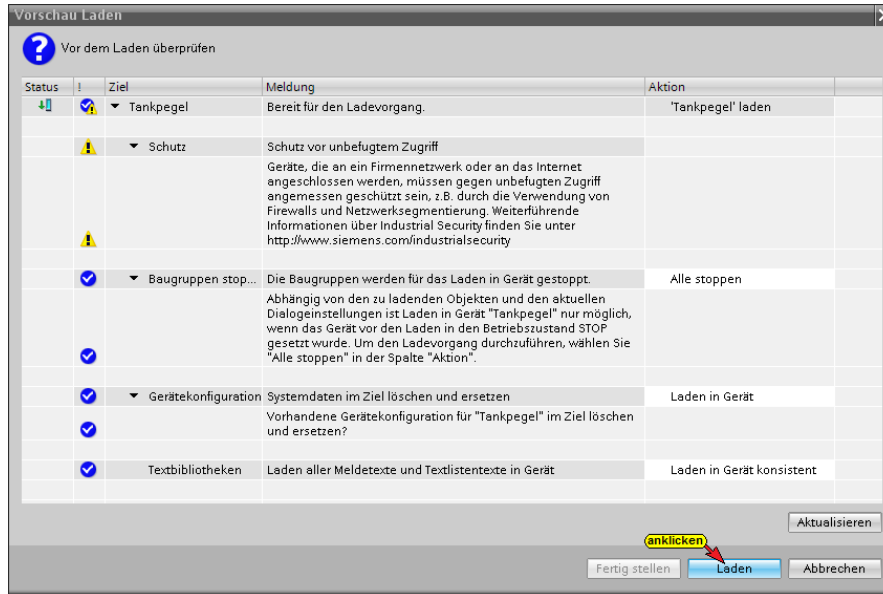 Vorschau Laden
Vor dem Laden überprüfen
Status ! Ziel Meldung Aktion
Tankpegel Bereit für den Ladevorgang. 'Tankpegel' laden
Schutz Schutz vor unbefugtem Zugriff
Geräte, die an ein Firmennetzwerk oder an das Internet
angeschlossen werden, müssen gegen unbefugten Zugriff
angemessen geschützt sein, z.B. durch die Verwendung von
Firewalls und Netzwerksegmentierung. Weiterführende
Informationen über Industrial Security finden Sie unter
http://www.siemens.com/industrialsecurity
Baugruppen stop... Die Baugruppen werden für das Laden in Gerät gestoppt. Alle stoppen
Abhängig von den zu ladenden Objekten und den aktuellen
Dialogeinstellungen ist Laden in Gerät "Tankpegel" nur möglich,
wenn das Gerät vor den Laden in den Betriebszustand STOP
gesetzt wurde. Um den Ladevorgang durchzuführen, wählen Sie
"Alle stoppen" in der Spalte "Aktion".
Gerätekonfiguration Systemdaten im Ziel löschen und ersetzen Laden in Gerät
Vorhandene Gerätekonfiguration für "Tankpegel" im Ziel löschen
und ersetzen?
Textbibliotheken Laden aller Meldetexte und Textlistentexte in Gerät Laden in Gerät konsistent
Aktualisieren
anklicken
Fertig stellen Laden Abbrechen